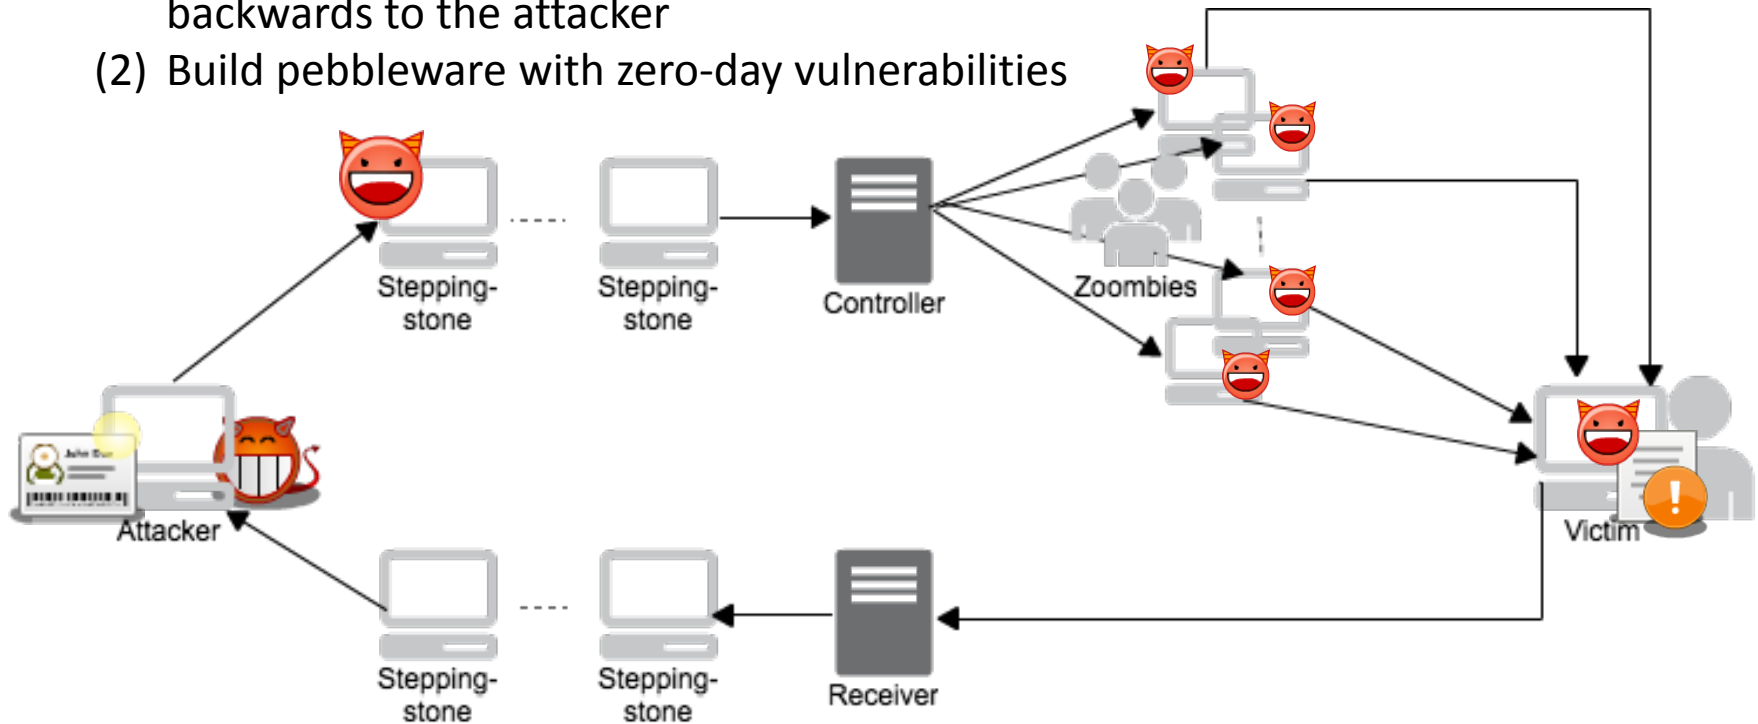 backwards to the attacker
(2) Build pebbleware with zero-day vulnerabilities
Stepping-
stone
Stepping-
stone
Controller
Zoombies
Attacker
Victim
Stepping-
stone
Stepping-
stone
Receiver